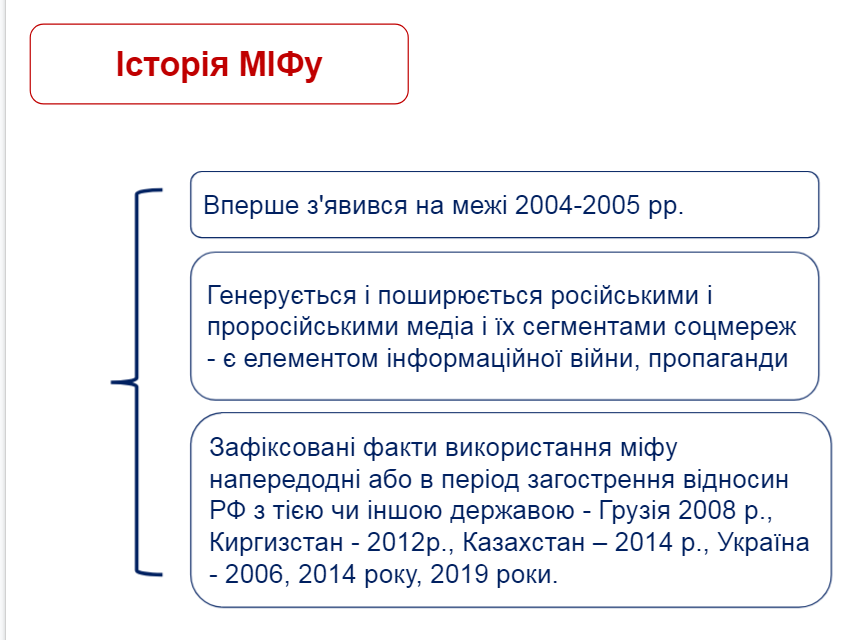 Історія МІФу
Вперше з'явився на межі 2004-2005 рр.
Генерується і поширюється російськими і
проросійськими медіа і їх сегментами соцмереж
- є елементом інформаційної війни, пропаганди
Зафіксовані факти використання міфу
напередодні або в період загострення відносин
РФ з тією чи іншою державою - Грузія 2008 р.,
Киргизстан - 2012р., Казахстан – 2014 р., Україна
- 2006, 2014 року, 2019 роки.